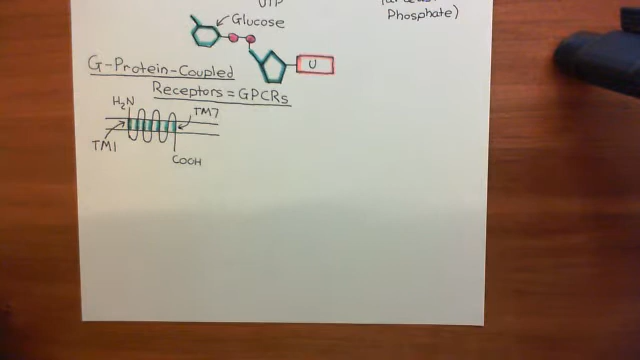 UTP
Phosphate)
Glucose
U
G-Protein-Coupled
Receptors = GPCRs
H₂N
TM7
TM1
COOH